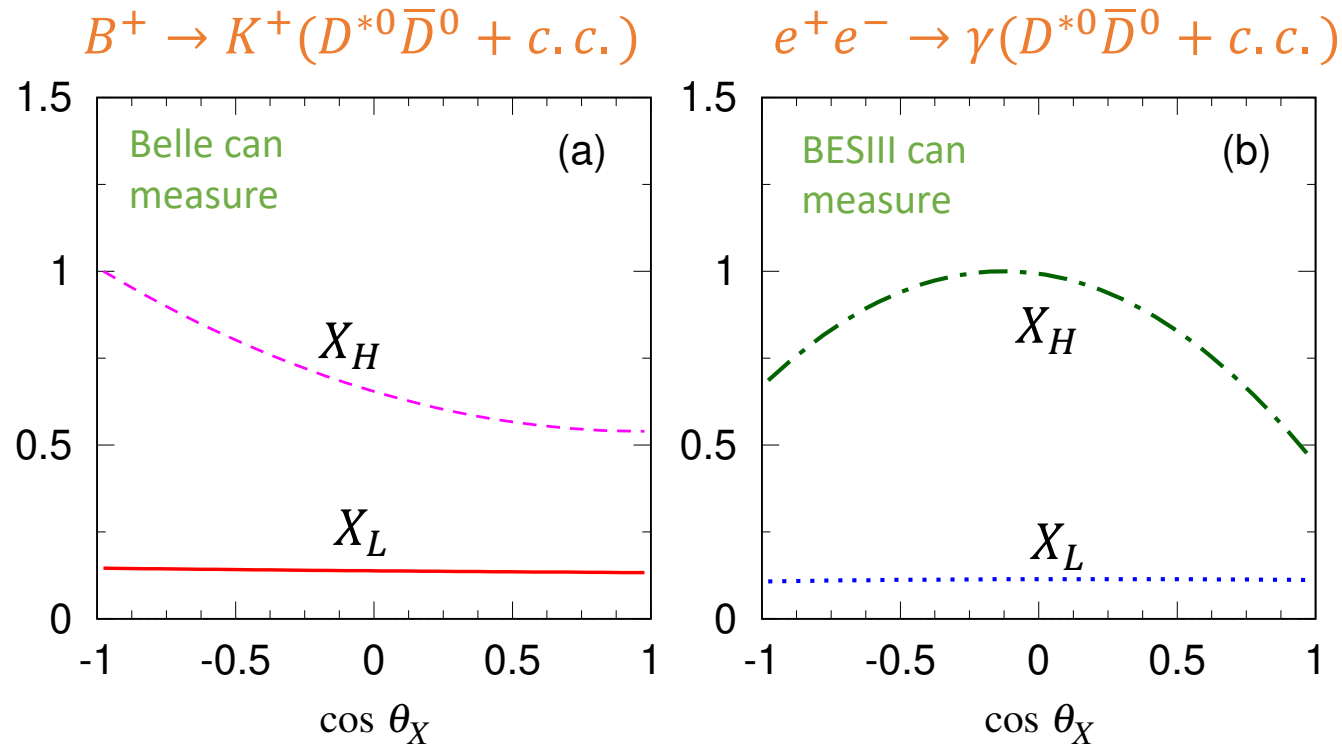 B⁺ → K⁺(D*⁰D̅⁰ + c.c.)
e⁺e⁻ → γ(D*⁰D̅⁰ + c.c.)
1.5
1
0.5
0
Belle can
measure
(a)
X_H
X_L
-1 -0.5 0 0.5 1
cos θ_X
BESIII can
measure
(b)
X_H
X_L
-1 -0.5 0 0.5 1
cos θ_X
1.5
1
0.5
0